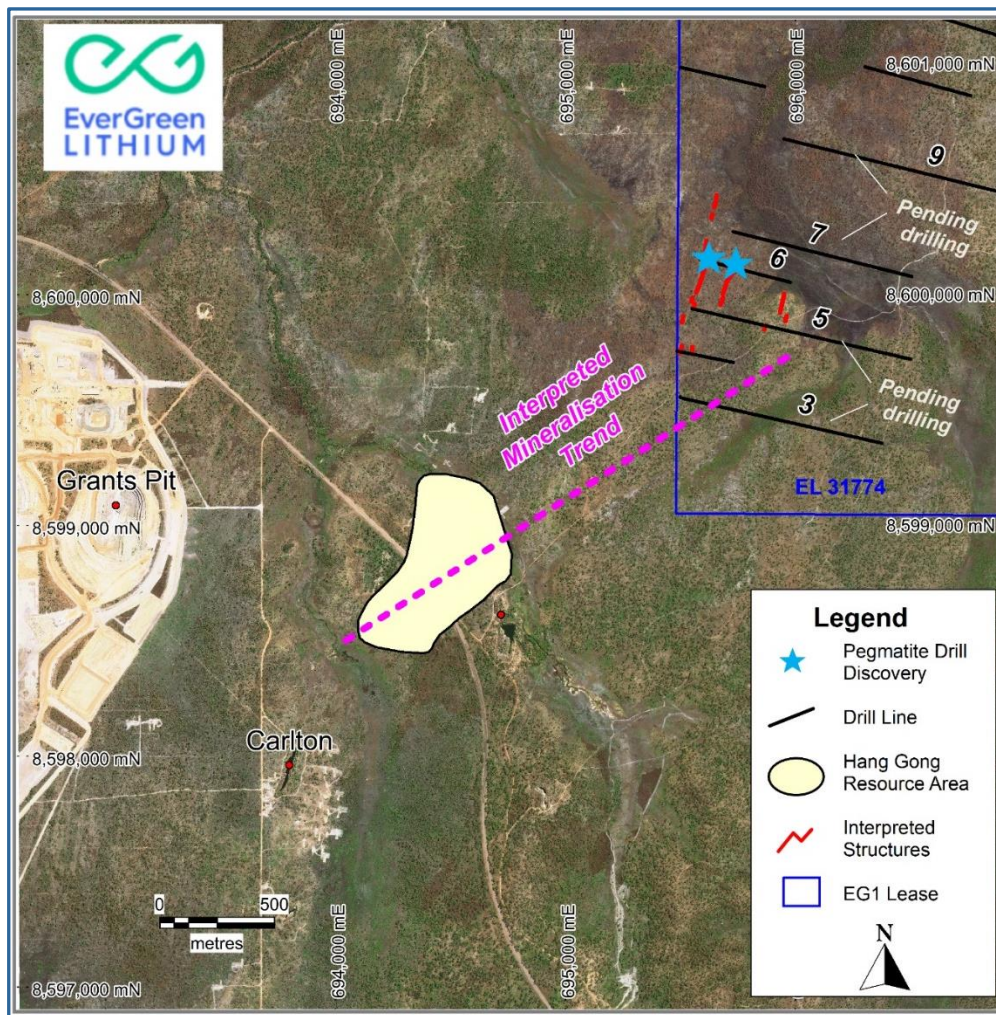 EverGreen
LITHIUM
694,000 mE
695,000 mE
696,000 mE
8,601,000 mN
9
Pending
drilling
7
6
8,600,000 mN
8,600,000 mN
5
Interpreted
Mineralisation
Trend
Pending
drilling
3
EL 31774
Grants Pit
8,599,000 mN
8,599,000 mN
Legend
Pegmatite Drill
Discovery
Drill Line
Hang Gong
Resource Area
Interpreted
Structures
EG1 Lease
N
8,598,000 mN
Carlton
0
500
metres
694,000 mE
695,000 mE
8,597,000 mN